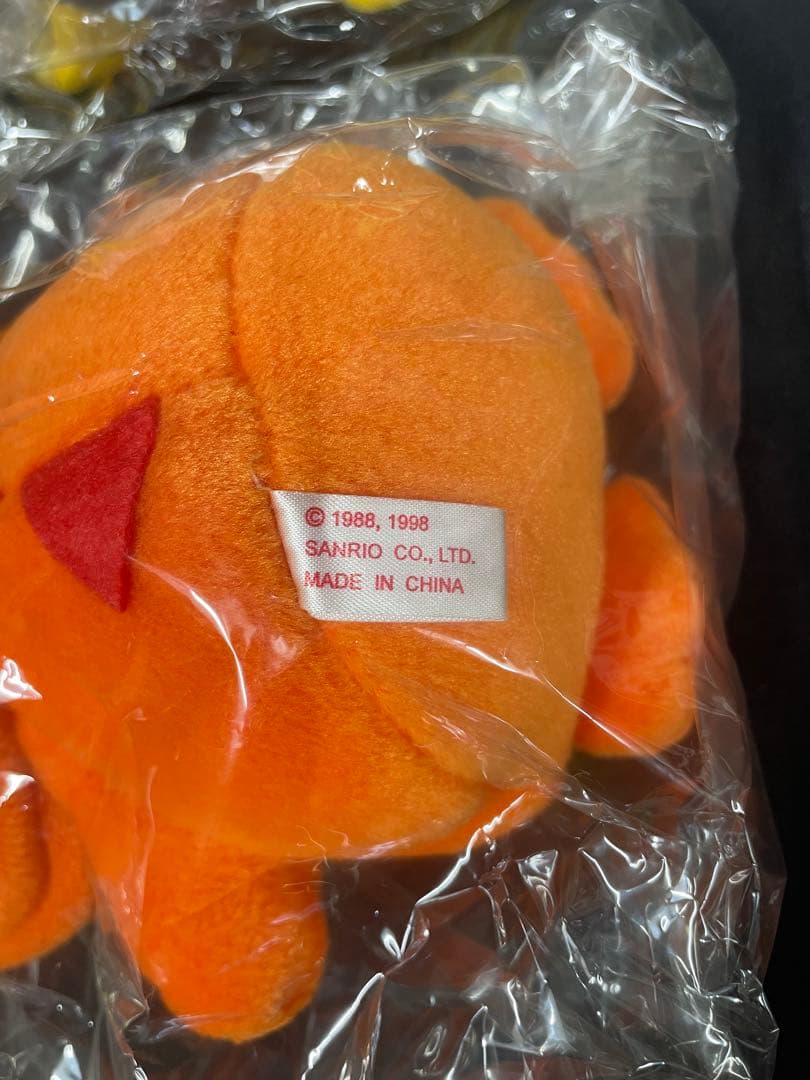 © 1988, 1998
SANRIO CO., LTD.
MADE IN CHINA